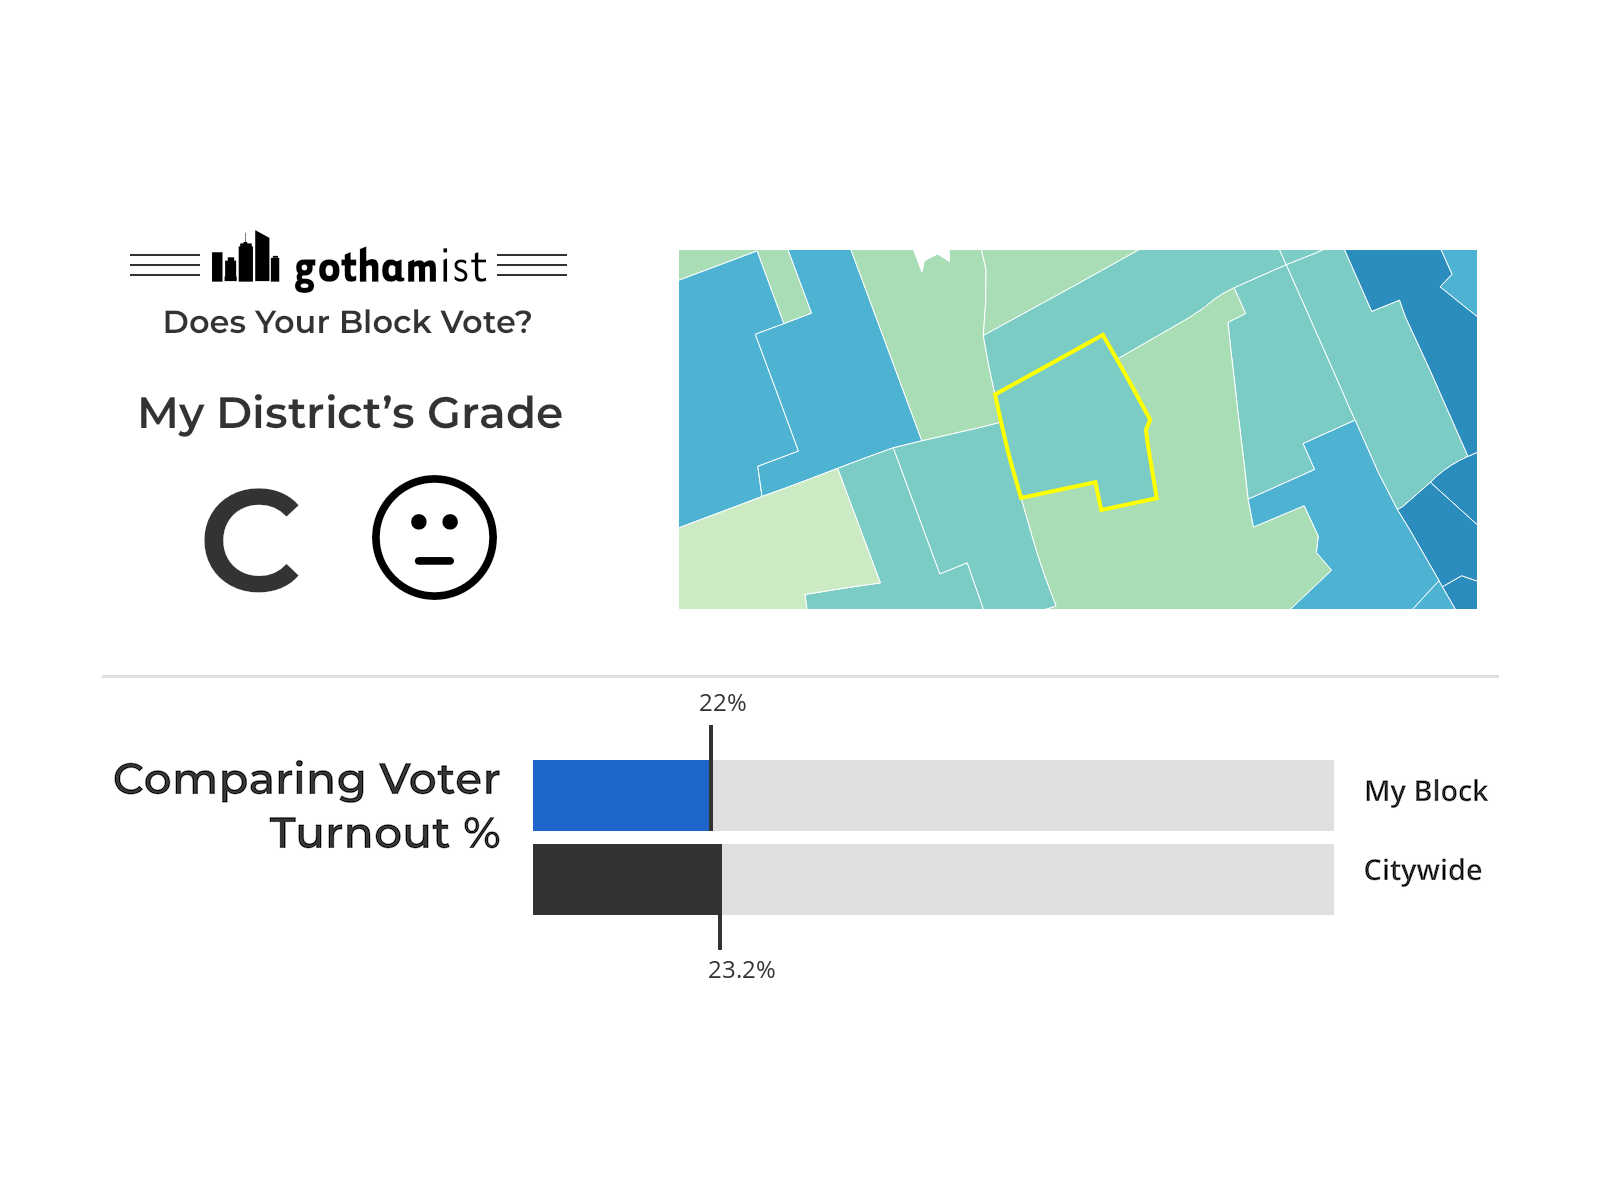 gothamist
Does Your Block Vote?
My District’s Grade
C
22%
Comparing Voter
Turnout %
My Block
Citywide
23.2%